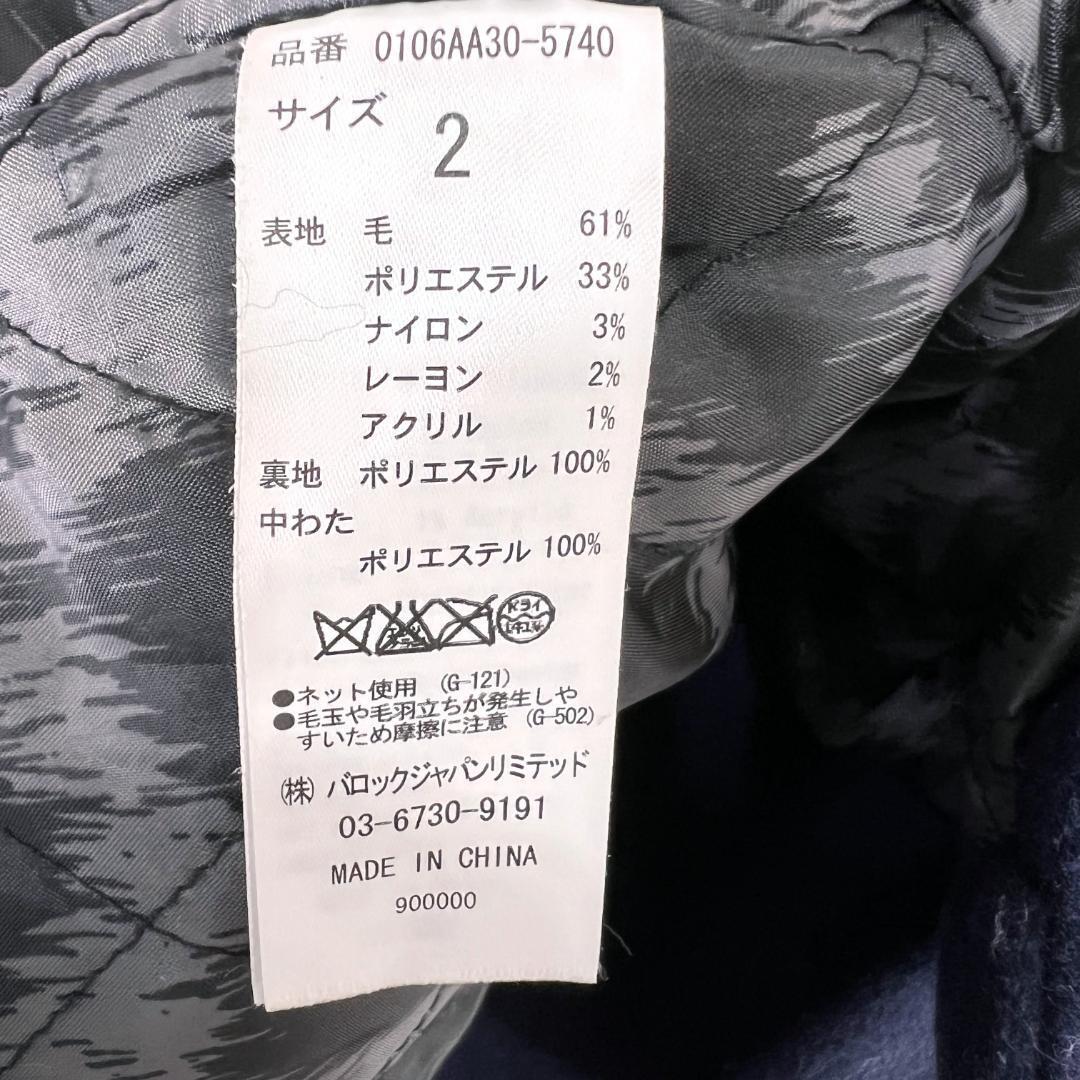 品番 0106AA30-5740
サイズ
2
表地 毛 61%
ポリエステル 33%
ナイロン 3%
レーヨン 2%
アクリル 1%
裏地 ポリエステル 100%
中わた
ポリエステル 100%
ドライ
●ネット使用 (G-121)
●毛玉や毛羽立ちが発生しや
すいため摩擦に注意 (G-502)
(株) バロックジャパンリミテッド
03-6730-9191
MADE IN CHINA
900000